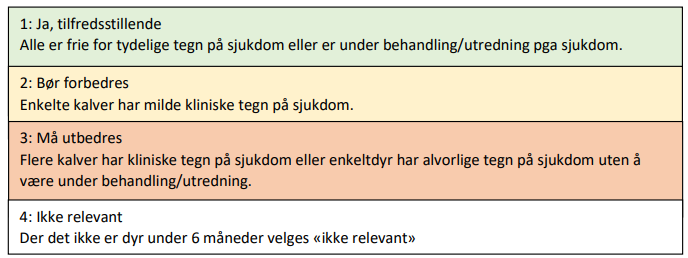 1: Ja, tilfredsstillende
Alle er frie for tydelige tegn på sjukdom eller er under behandling/utredning pga sjukdom.
2: Bør forbedres
Enkelte kalver har milde kliniske tegn på sjukdom.
3: Må utbedres
Flere kalver har kliniske tegn på sjukdom eller enkeltdyr har alvorlige tegn på sjukdom uten å
være under behandling/utredning.
4: Ikke relevant
Der det ikke er dyr under 6 måneder velges «ikke relevant»